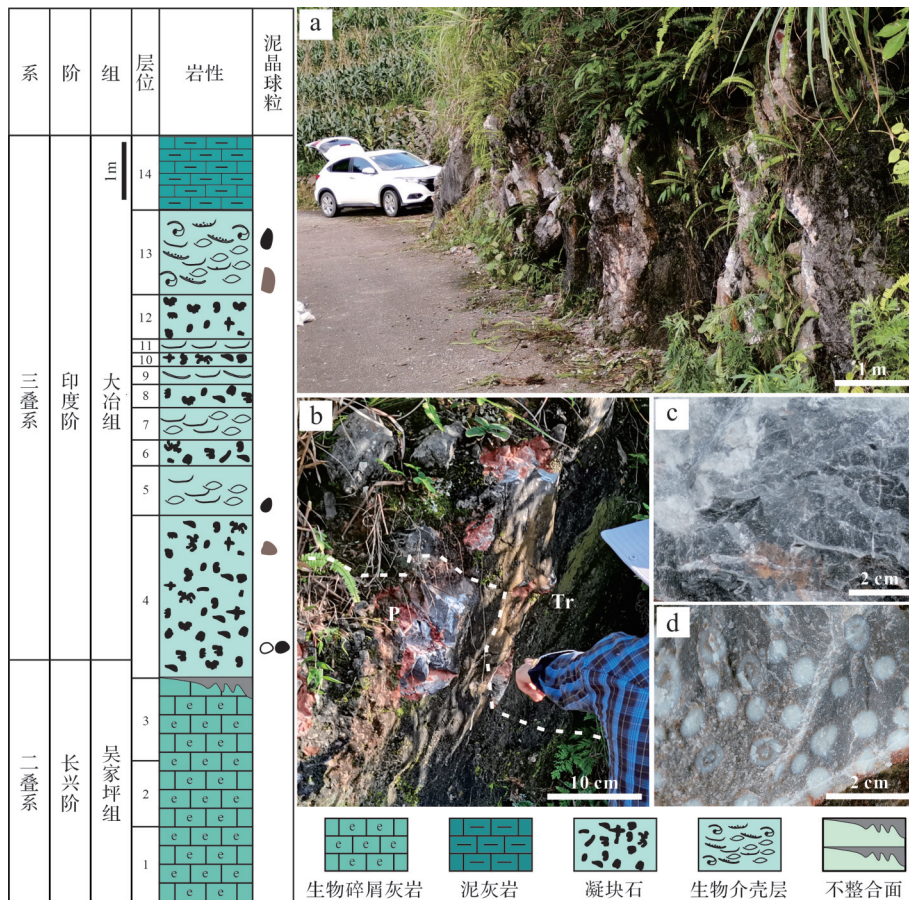 系 阶 组 层位 岩性 泥晶球粒
1m
14
13
12
11
10
9
8
7
6
5
4
3
2
1
三叠系 印度阶 大冶组
二叠系 长兴阶 吴家坪组
e e e
e e
e e e
e e
e e e
e e
e e e
e e
e e e
e e
e e e
a
1 m
b
P
Tr
10 cm
c
2 cm
d
2 cm
e e
e
e e
生物碎屑灰岩 泥灰岩 凝块石 生物介壳层 不整合面